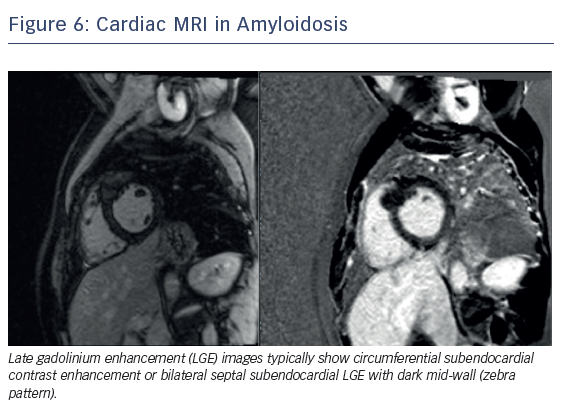 Figure 6: Cardiac MRI in Amyloidosis
Late gadolinium enhancement (LGE) images typically show circumferential subendocardial
contrast enhancement or bilateral septal subendocardial LGE with dark mid-wall (zebra
pattern).